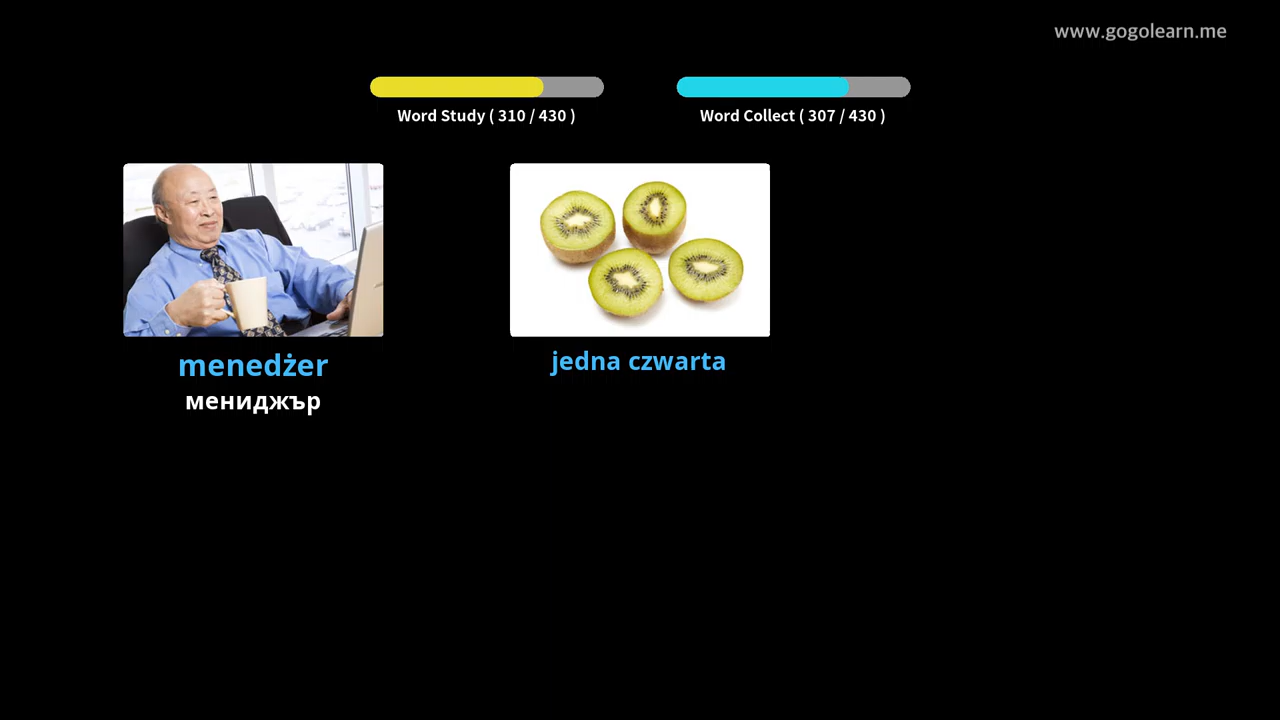 www.gogolearn.me
Word Study ( 310 / 430 )
Word Collect ( 307 / 430 )
menedżer
мениджър
jedna czwarta